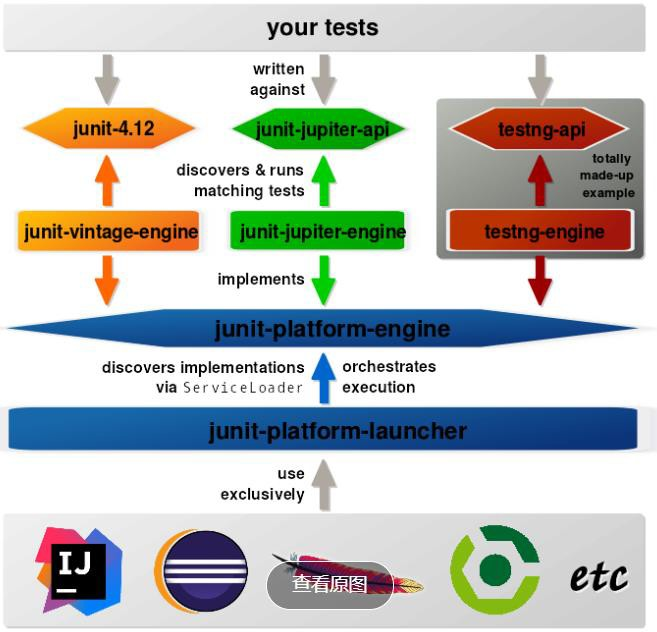 your tests
written
against
junit-4.12
junit-jupiter-api
testng-api
discovers & runs
matching tests
totally
made-up
example
junit-vintage-engine
junit-jupiter-engine
testng-engine
implements
junit-platform-engine
discovers implementations
via ServiceLoader
orchestrates
execution
junit-platform-launcher
use
exclusively
IJ
查看原图
etc